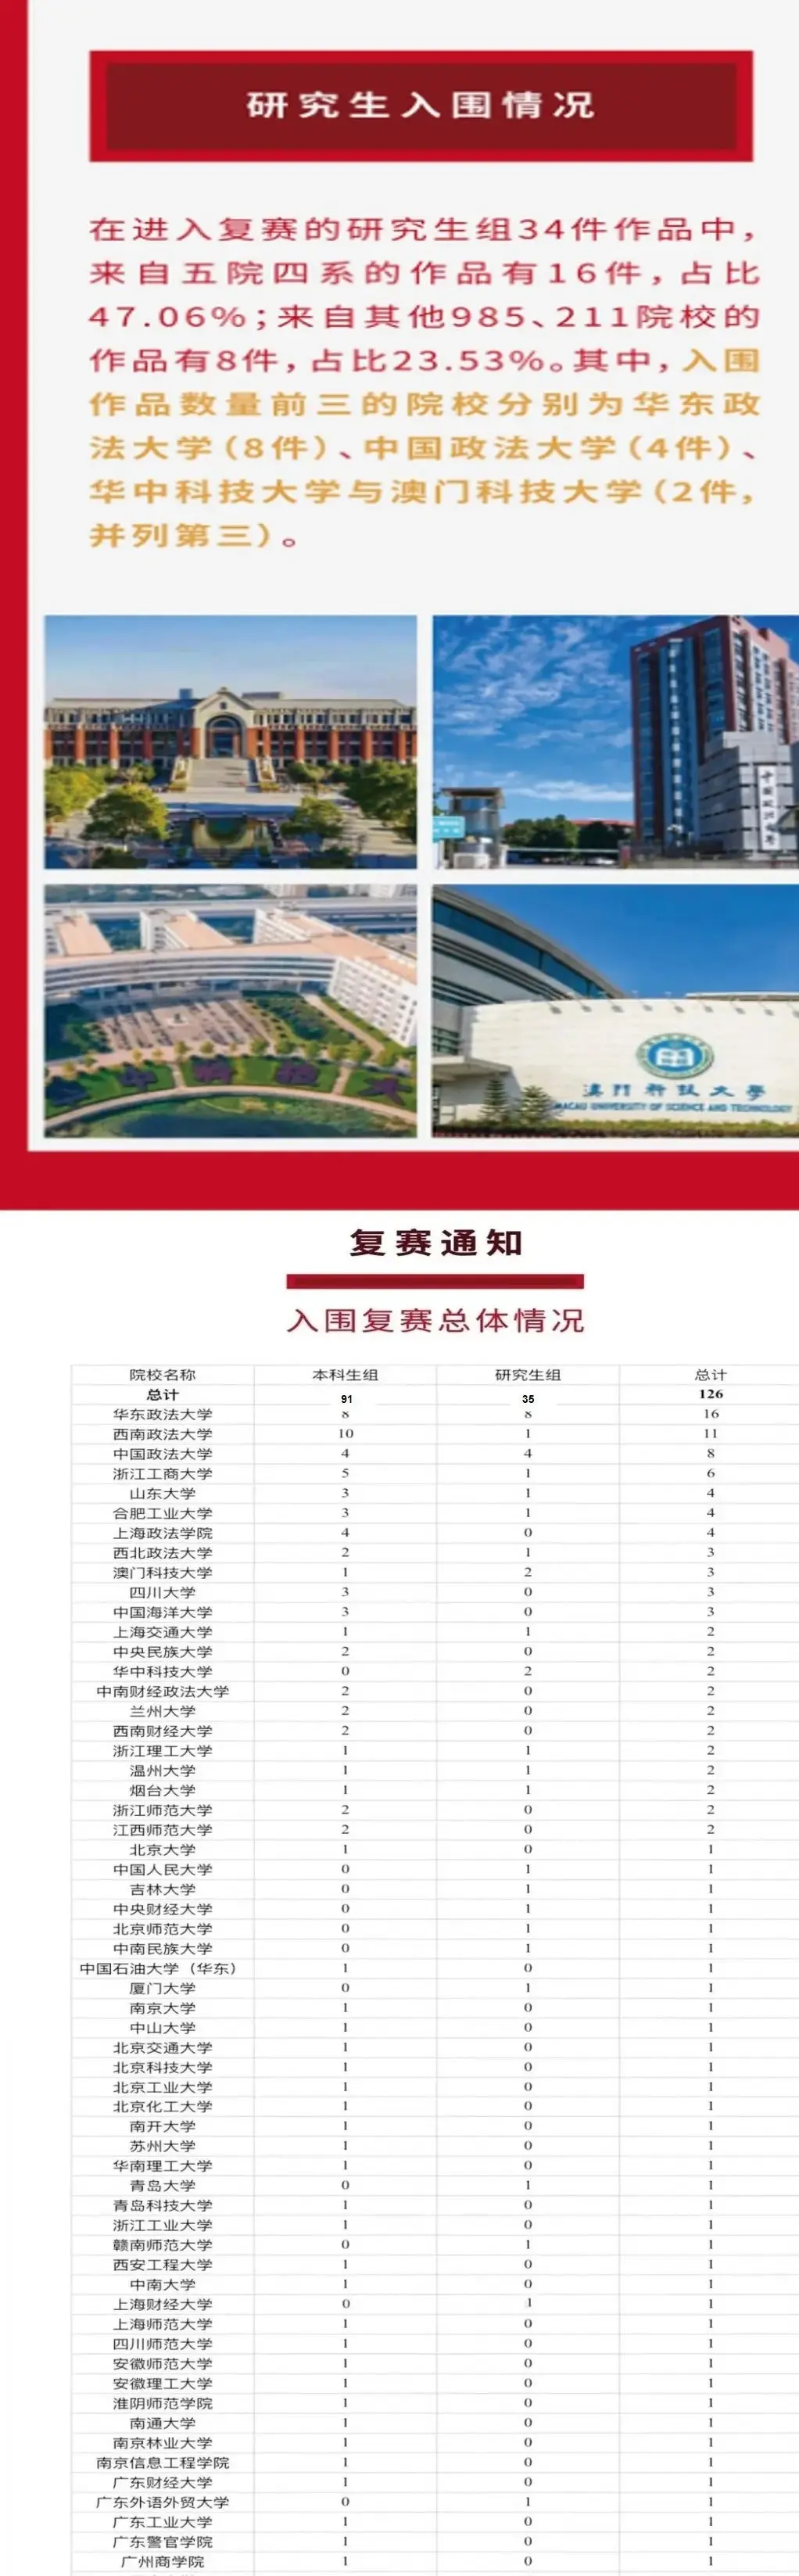 研究生入围情况
在进入复赛的研究生组34件作品中，
来自五院四系的作品有16件，占比
47.06%；来自其他985、211院校的
作品有8件，占比23.53%。其中，入围
作品数量前三的院校分别为华东政
法大学（8件）、中国政法大学（4件）、
华中科技大学与澳门科技大学（2件，
并列第三）。
澳門科技大學
MACAU UNIVERSITY OF SCIENCE AND TECHNOLOGY
复赛通知
入围复赛总体情况
院校名称 本科生组 研究生组 总计
总计 91 35 126
华东政法大学 8 8 16
西南政法大学 10 1 11
中国政法大学 4 4 8
浙江工商大学 5 1 6
山东大学 3 1 4
合肥工业大学 3 1 4
上海政法学院 4 0 4
西北政法大学 2 1 3
澳门科技大学 1 2 3
四川大学 3 0 3
中国海洋大学 3 0 3
上海交通大学 1 1 2
中央民族大学 2 0 2
华中科技大学 0 2 2
中南财经政法大学 2 0 2
兰州大学 2 0 2
西南财经大学 2 0 2
浙江理工大学 1 1 2
温州大学 1 1 2
烟台大学 1 1 2
浙江师范大学 2 0 2
江西师范大学 2 0 2
北京大学 1 0 1
中国人民大学 0 1 1
吉林大学 0 1 1
中央财经大学 0 1 1
北京师范大学 0 1 1
中南民族大学 0 1 1
中国石油大学（华东） 1 0 1
厦门大学 0 1 1
南京大学 1 0 1
中山大学 1 0 1
北京交通大学 1 0 1
北京科技大学 1 0 1
北京工业大学 1 0 1
北京化工大学 1 0 1
南开大学 1 0 1
苏州大学 1 0 1
华南理工大学 1 0 1
青岛大学 0 1 1
青岛科技大学 1 0 1
浙江工业大学 1 0 1
赣南师范大学 0 1 1
西安工程大学 1 0 1
中南大学 1 0 1
上海财经大学 0 1 1
上海师范大学 1 0 1
四川师范大学 1 0 1
安徽师范大学 1 0 1
安徽理工大学 1 0 1
淮阴师范学院 1 0 1
南通大学 1 0 1
南京林业大学 1 0 1
南京信息工程学院 1 0 1
广东财经大学 1 0 1
广东外语外贸大学 0 1 1
广东工业大学 1 0 1
广东警官学院 1 0 1
广州商学院 1 0 1